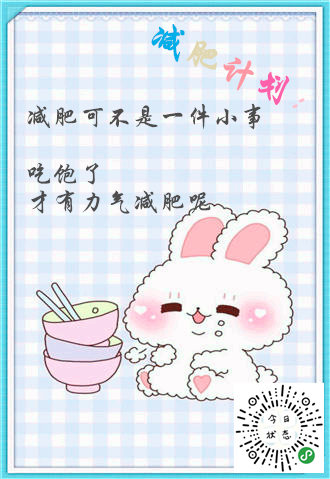 减肥计划
减肥可不是一件小事
吃饱了
才有力气减肥呢
今日
状态